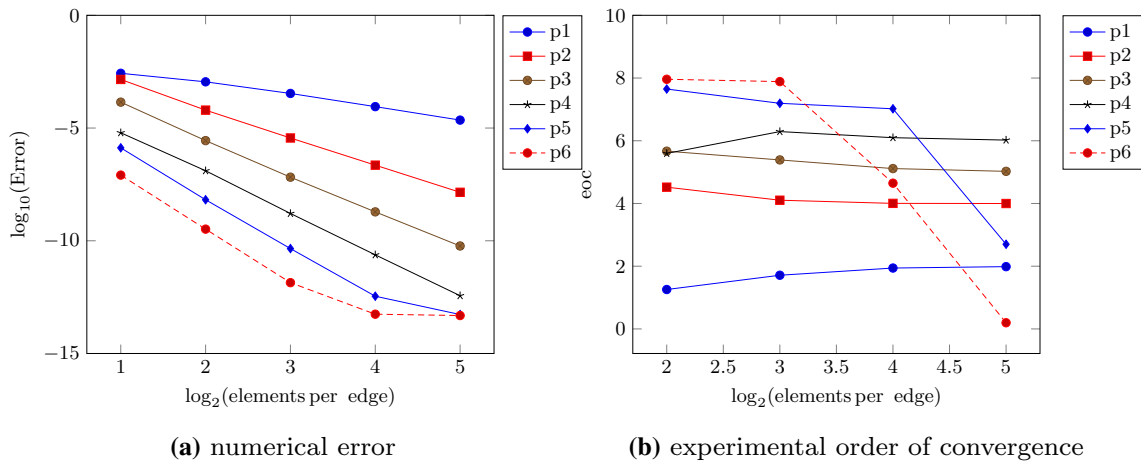 0
−5
−10
−15
log₁₀(Error)
1 2 3 4 5
log₂(elements per edge)
p1
p2
p3
p4
p5
p6
(a) numerical error
10
8
6
4
2
0
eoc
2 2.5 3 3.5 4 4.5 5
log₂(elements per edge)
p1
p2
p3
p4
p5
p6
(b) experimental order of convergence